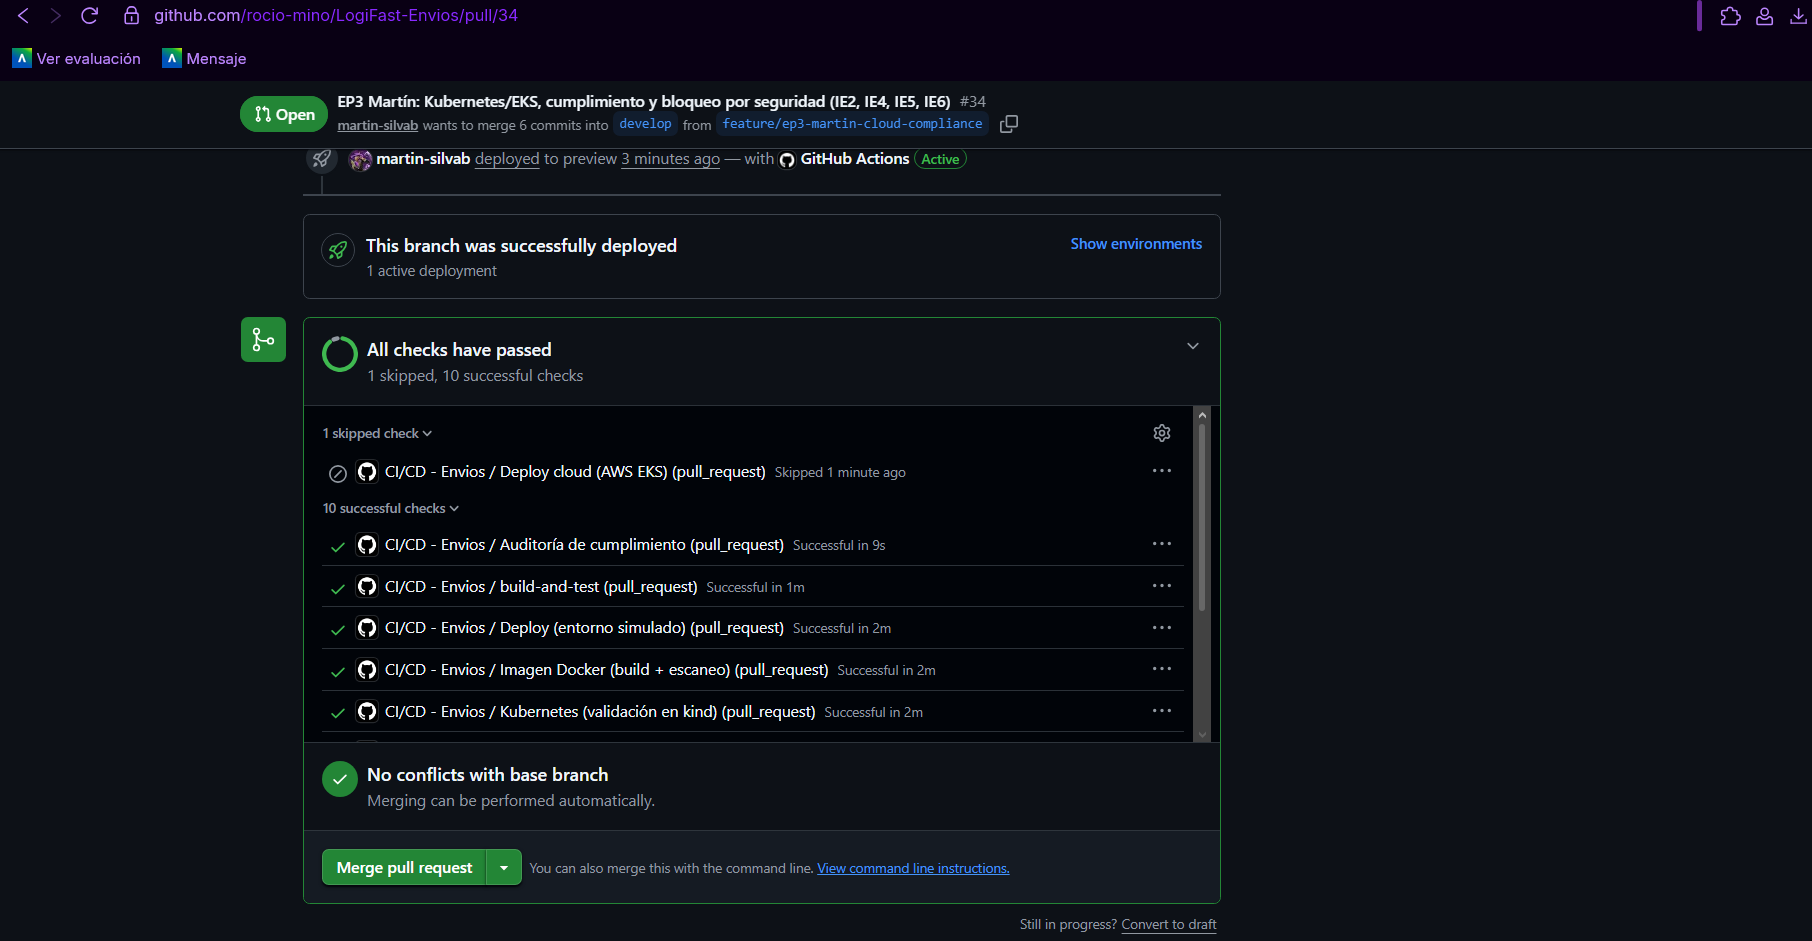 github.com/rocio-mino/LogiFast-Envios/pull/34
Ver evaluación
Mensaje
Open
EP3 Martín: Kubernetes/EKS, cumplimiento y bloqueo por seguridad (IE2, IE4, IE5, IE6) #34
martin-silvab wants to merge 6 commits into develop from feature/ep3-martin-cloud-compliance
martin-silvab deployed to preview 3 minutes ago — with GitHub Actions Active
This branch was successfully deployed
Show environments
1 active deployment
All checks have passed
1 skipped, 10 successful checks
1 skipped check
CI/CD - Envios / Deploy cloud (AWS EKS) (pull_request) Skipped 1 minute ago
10 successful checks
CI/CD - Envios / Auditoría de cumplimiento (pull_request) Successful in 9s
CI/CD - Envios / build-and-test (pull_request) Successful in 1m
CI/CD - Envios / Deploy (entorno simulado) (pull_request) Successful in 2m
CI/CD - Envios / Imagen Docker (build + escaneo) (pull_request) Successful in 2m
CI/CD - Envios / Kubernetes (validación en kind) (pull_request) Successful in 2m
No conflicts with base branch
Merging can be performed automatically.
Merge pull request
You can also merge this with the command line. View command line instructions.
Still in progress? Convert to draft